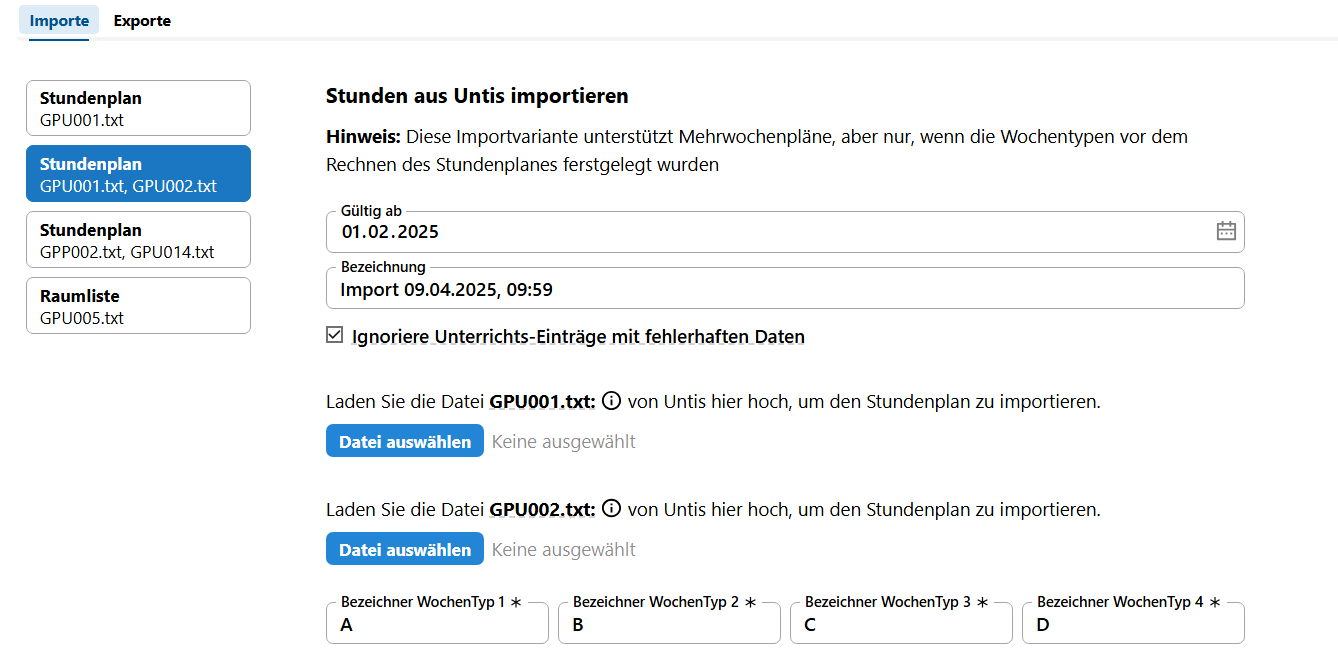 Importe Exporte
Stundenplan
GPU001.txt
Stundenplan
GPU001.txt, GPU002.txt
Stundenplan
GPP002.txt, GPU014.txt
Raumliste
GPU005.txt
Stunden aus Untis importieren
Hinweis: Diese Importvariante unterstützt Mehrwochenpläne, aber nur, wenn die Wochentypen vor dem
Rechnen des Stundenplanes ferstgelegt wurden
Gültig ab
01.02.2025
Bezeichnung
Import 09.04.2025, 09:59
Ignoriere Unterrichts-Einträge mit fehlerhaften Daten
Laden Sie die Datei GPU001.txt: von Untis hier hoch, um den Stundenplan zu importieren.
Datei auswählen Keine ausgewählt
Laden Sie die Datei GPU002.txt: von Untis hier hoch, um den Stundenplan zu importieren.
Datei auswählen Keine ausgewählt
Bezeichner WochenTyp 1 * Bezeichner WochenTyp 2 * Bezeichner WochenTyp 3 * Bezeichner WochenTyp 4 *
A B C D